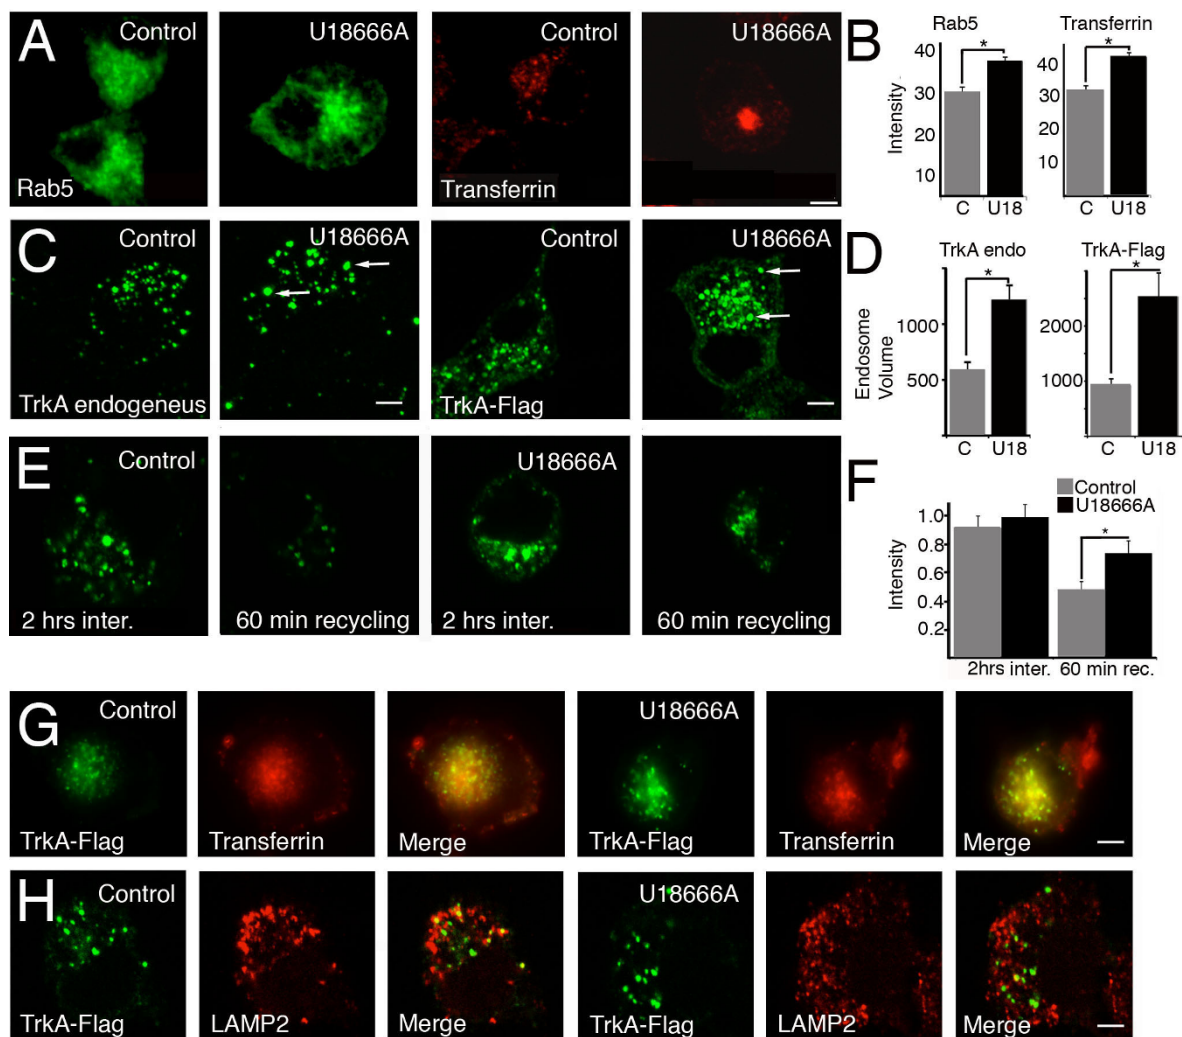 A
Control
U18666A
Control
U18666A
Rab5
Transferrin
B
Rab5
Transferrin
Intensity
40
30
20
10
*
C U18
40
30
20
10
*
C U18
C
Control
U18666A
Control
U18666A
TrkA endogeneus
TrkA-Flag
D
TrkA endo
TrkA-Flag
Endosome
Volume
1000
500
*
C U18
2000
1000
*
C U18
E
Control
U18666A
2 hrs inter.
60 min recycling
2 hrs inter.
60 min recycling
F
Control
U18666A
Intensity
1.0
0.8
0.6
0.4
0.2
*
2hrs inter. 60 min rec.
G
Control
U18666A
TrkA-Flag
Transferrin
Merge
TrkA-Flag
Transferrin
Merge
H
Control
U18666A
TrkA-Flag
LAMP2
Merge
TrkA-Flag
LAMP2
Merge